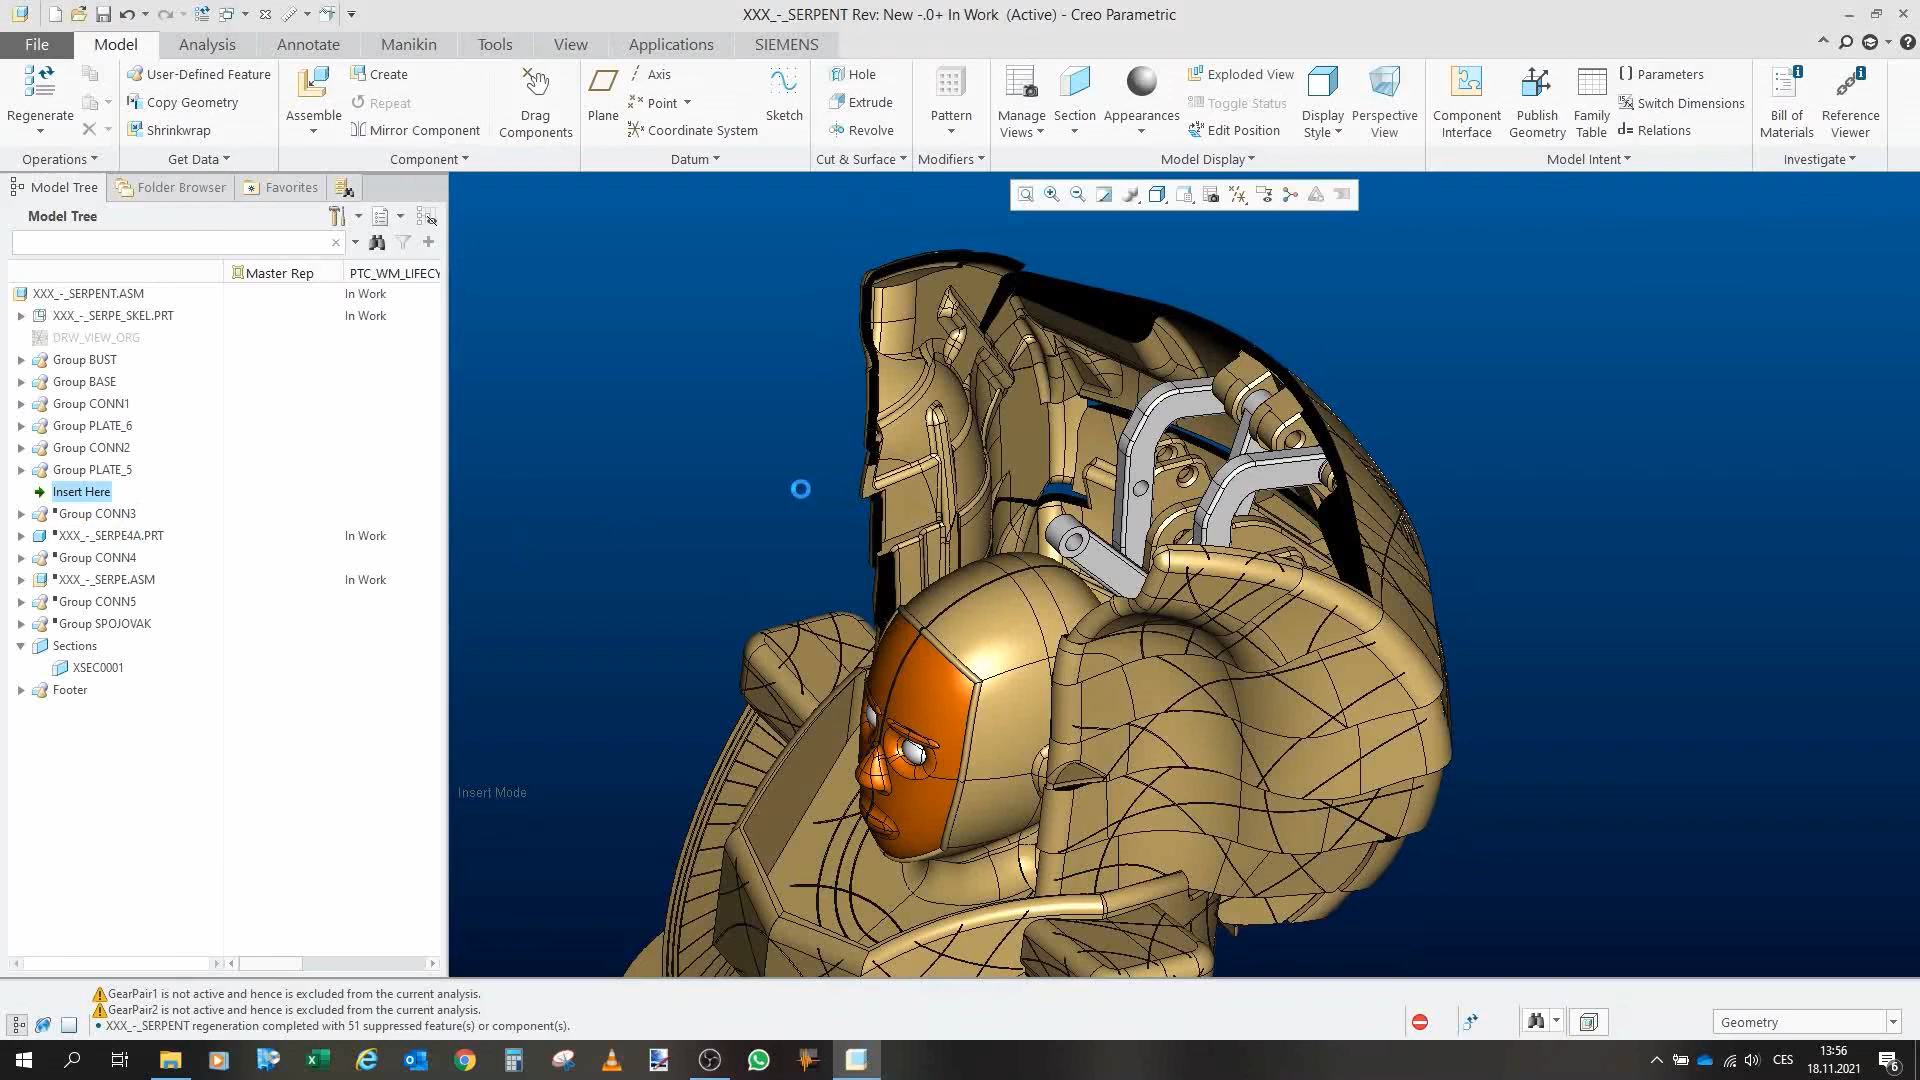 XXX_-_SERPENT Rev: New -.0+ In Work (Active) - Creo Parametric
File Model Analysis Annotate Manikin Tools View Applications SIEMENS
Regenerate
User-Defined Feature
Copy Geometry
Shrinkwrap
Assemble
Create
Repeat
Mirror Component
Drag Components
Plane
Axis
Point
Coordinate System
Sketch
Hole
Extrude
Revolve
Pattern
Manage Views
Section
Appearances
Exploded View
Toggle Status
Edit Position
Display Style
Perspective View
Component Interface
Publish Geometry
Family Table
Parameters
Switch Dimensions
d= Relations
Bill of Materials
Reference Viewer
Operations Get Data Component Datum Cut & Surface Modifiers Model Display Model Intent Investigate
Model Tree Folder Browser Favorites
Model Tree
Master Rep PTC_WM_LIFECY
XXX_-_SERPENT.ASM In Work
XXX_-_SERPE_SKEL.PRT In Work
DRW_VIEW_ORG
Group BUST
Group BASE
Group CONN1
Group PLATE_6
Group CONN2
Group PLATE_5
Insert Here
Group CONN3
XXX_-_SERPE4A.PRT In Work
Group CONN4
XXX_-_SERPE.ASM In Work
Group CONN5
Group SPOJOVAK
Sections
XSEC0001
Footer
Insert Mode
GearPair1 is not active and hence is excluded from the current analysis.
GearPair2 is not active and hence is excluded from the current analysis.
• XXX_-_SERPENT regeneration completed with 51 suppressed feature(s) or component(s).
Geometry
CES
13:56
18.11.2021
6